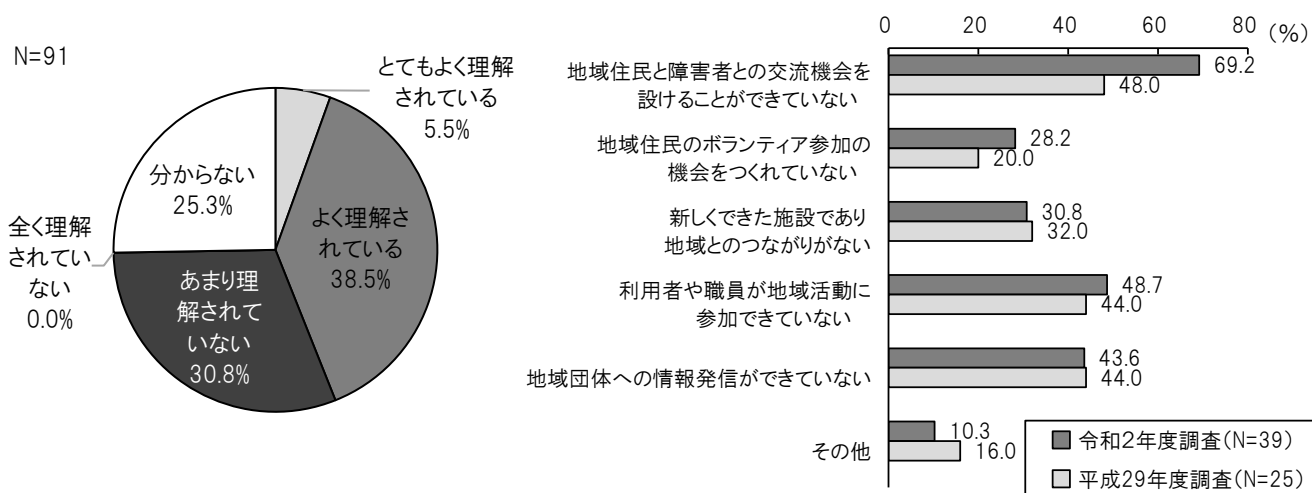 N=91
とてもよく理解
されている
5.5%
よく理解さ
れている
38.5%
あまり理
解されて
いない
30.8%
全く理解
されてい
ない
0.0%
分からない
25.3%
0 20 40 60 80 (%)
地域住民と障害者との交流機会を
設けることができていない
69.2
48.0
地域住民のボランティア参加の
機会をつくれていない
28.2
20.0
新しくできた施設であり
地域とのつながりがない
30.8
32.0
利用者や職員が地域活動に
参加できていない
48.7
44.0
地域団体への情報発信ができていない
43.6
44.0
その他
10.3
16.0
令和2年度調査(N=39)
平成29年度調査(N=25)